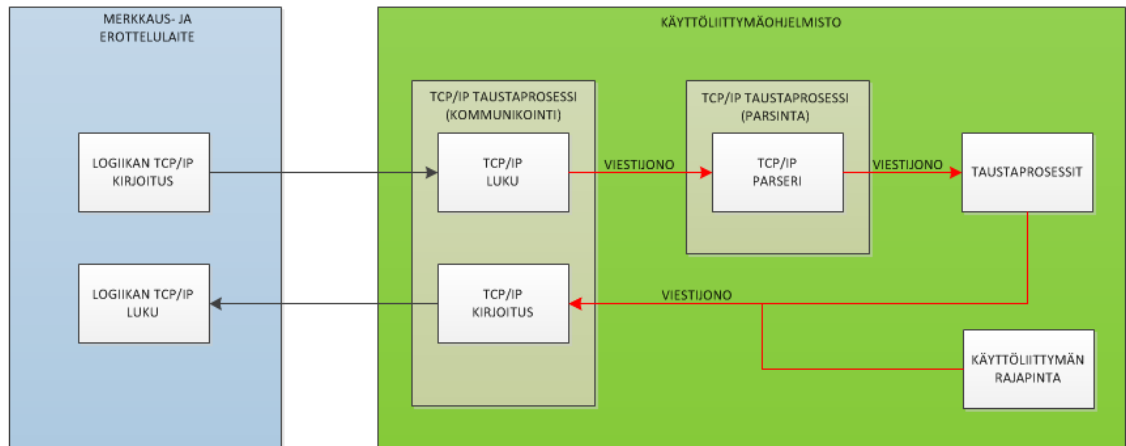 MERKKAUS- JA
EROTTELULAITE
KÄYTTÖLIITTYMÄOHJELMISTO
TCP/IP TAUSTAPROSESSI
(KOMMUNIKOINTI)
TCP/IP TAUSTAPROSESSI
(PARSINTA)
LOGIIKAN TCP/IP
KIRJOITUS
TCP/IP
LUKU
VIESTIJONO
TCP/IP
PARSERI
VIESTIJONO
TAUSTAPROSESSIT
LOGIIKAN TCP/IP
LUKU
TCP/IP
KIRJOITUS
VIESTIJONO
KÄYTTÖLIITTYMÄN
RAJAPINTA